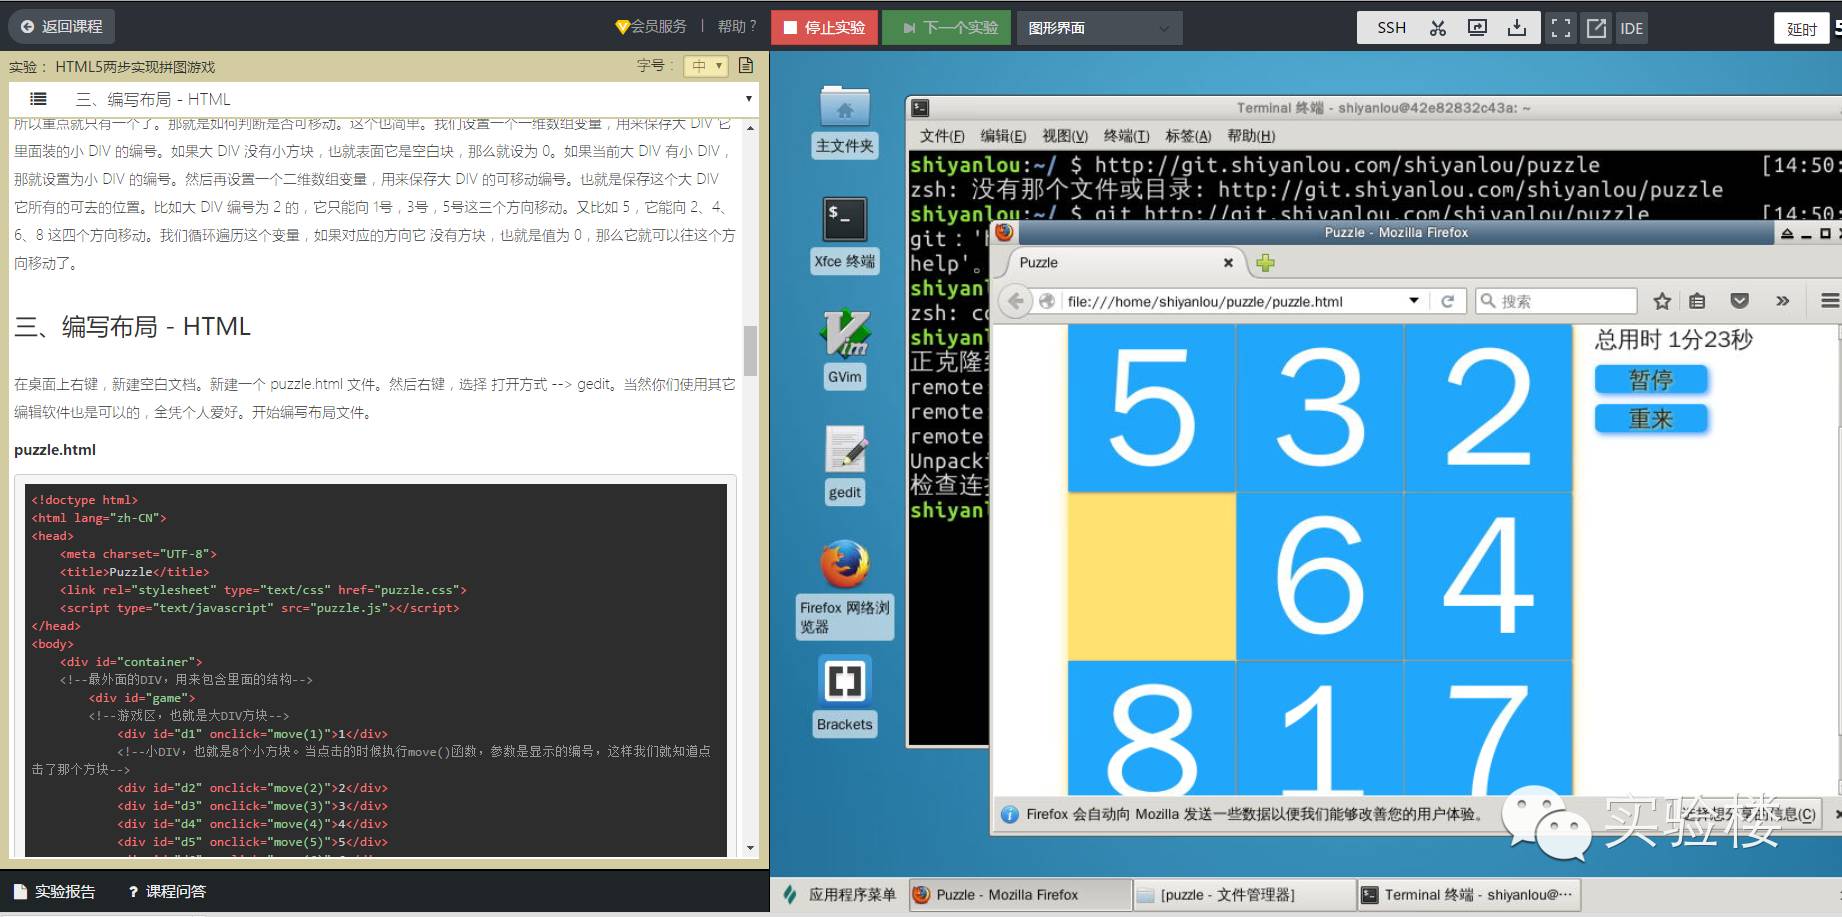 返回课程
会员服务 | 帮助 ?
停止实验
下一个实验
图形界面
SSH
IDE
延时
实验： HTML5两步实现拼图游戏
字号：
中
三、编写布局 - HTML
所以重点就只有一个了。那就是如何判断是否可移动。这个也简单。我们设置一个一维数组变量，用来保存大 DIV 它
里面装的小 DIV 的编号。如果大 DIV 没有小方块，也就表面它是空白块，那么就设为 0。如果当前大 DIV 有小 DIV，
那就设置为小 DIV 的编号。然后再设置一个二维数组变量，用来保存大 DIV 的可移动编号。也就是保存这个大 DIV
它所有的可去的位置。比如大 DIV 编号为 2 的，它只能向 1号，3号，5号这三个方向移动。又比如 5，它能向 2、4、
6、8 这四个方向移动。我们循环遍历这个变量，如果对应的方向它 没有方块，也就是值为 0，那么它就可以往这个方
向移动了。
三、编写布局 - HTML
在桌面上右键，新建空白文档。新建一个 puzzle.html 文件。然后右键，选择 打开方式 --> gedit。当然你们使用其它
编辑软件也是可以的，全凭个人爱好。开始编写布局文件。
puzzle.html
<!doctype html>
<html lang="zh-CN">
<head>
<meta charset="UTF-8">
<title>Puzzle</title>
<link rel="stylesheet" type="text/css" href="puzzle.css">
<script type="text/javascript" src="puzzle.js"></script>
</head>
<body>
<div id="container">
<!--最外面的DIV，用来包含里面的结构-->
<div id="game">
<!--游戏区，也就是大DIV方块-->
<div id="d1" onclick="move(1)">1</div>
<!--小DIV，也就是8个小方块。当点击的时候执行move()函数，参数是显示的编号，这样我们就知道点
击了那个方块-->
<div id="d2" onclick="move(2)">2</div>
<div id="d3" onclick="move(3)">3</div>
<div id="d4" onclick="move(4)">4</div>
<div id="d5" onclick="move(5)">5</div>
实验报告
? 课程问答
主文件夹
Xfce 终端
GVim
gedit
Firefox 网络浏
览器
Brackets
Terminal 终端 - shiyanlou@42e82832c43a: ~
文件(F) 编辑(E) 视图(V) 终端(T) 标签(A) 帮助(H)
shiyanlou:~/ $ http://git.shiyanlou.com/shiyanlou/puzzle [14:50:
zsh: 没有那个文件或目录: http://git.shiyanlou.com/shiyanlou/puzzle
shiyanlou:~/ $ git http://git.shiyanlou.com/shiyanlou/puzzle [14:50:
git：'h
help'。
shiyanl
zsh: co
shiyanl
正克隆到
remote:
remote:
remote:
Unpacki
检查连接
shiyanl
Puzzle - Mozilla Firefox
Puzzle
file:///home/shiyanlou/puzzle/puzzle.html
搜索
5 3 2
6 4
8 1 7
总用时 1分23秒
暂停
重来
Firefox 会自动向 Mozilla 发送一些数据以便我们能够改善您的用户体验。
选择想分享的信息(C)
实验楼
应用程序菜单
Puzzle - Mozilla Firefox
[puzzle - 文件管理器]
Terminal 终端 - shiyanlou@...